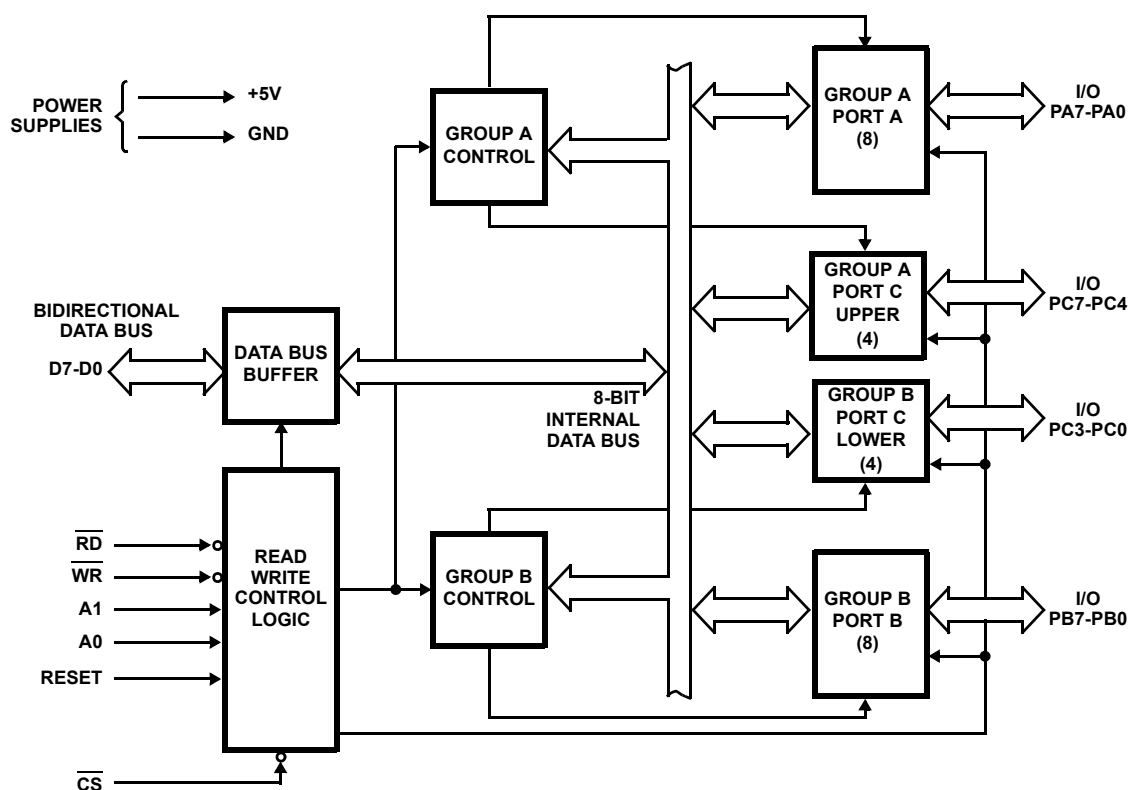 POWER
SUPPLIES
+5V
GND
GROUP A
CONTROL
GROUP A
PORT A
(8)
I/O
PA7-PA0
GROUP A
PORT C
UPPER
(4)
I/O
PC7-PC4
BIDIRECTIONAL
DATA BUS
D7-D0
DATA BUS
BUFFER
8-BIT
INTERNAL
DATA BUS
GROUP B
PORT C
LOWER
(4)
I/O
PC3-PC0
RD
WR
A1
A0
RESET
CS
READ
WRITE
CONTROL
LOGIC
GROUP B
CONTROL
GROUP B
PORT B
(8)
I/O
PB7-PB0